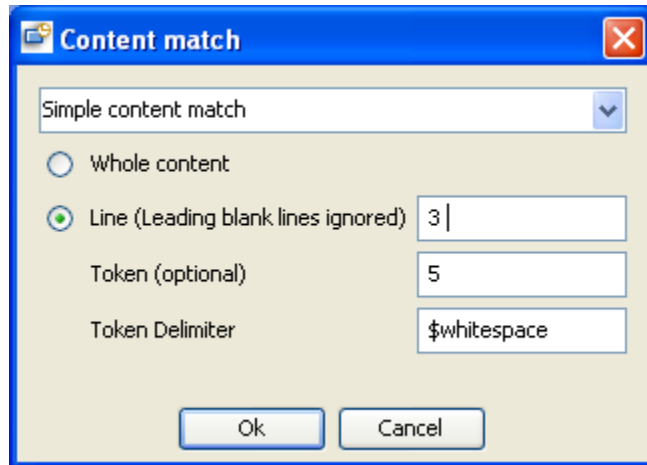 Content match
Simple content match
Whole content
Line (Leading blank lines ignored) 3
Token (optional) 5
Token Delimiter $whitespace
Ok Cancel